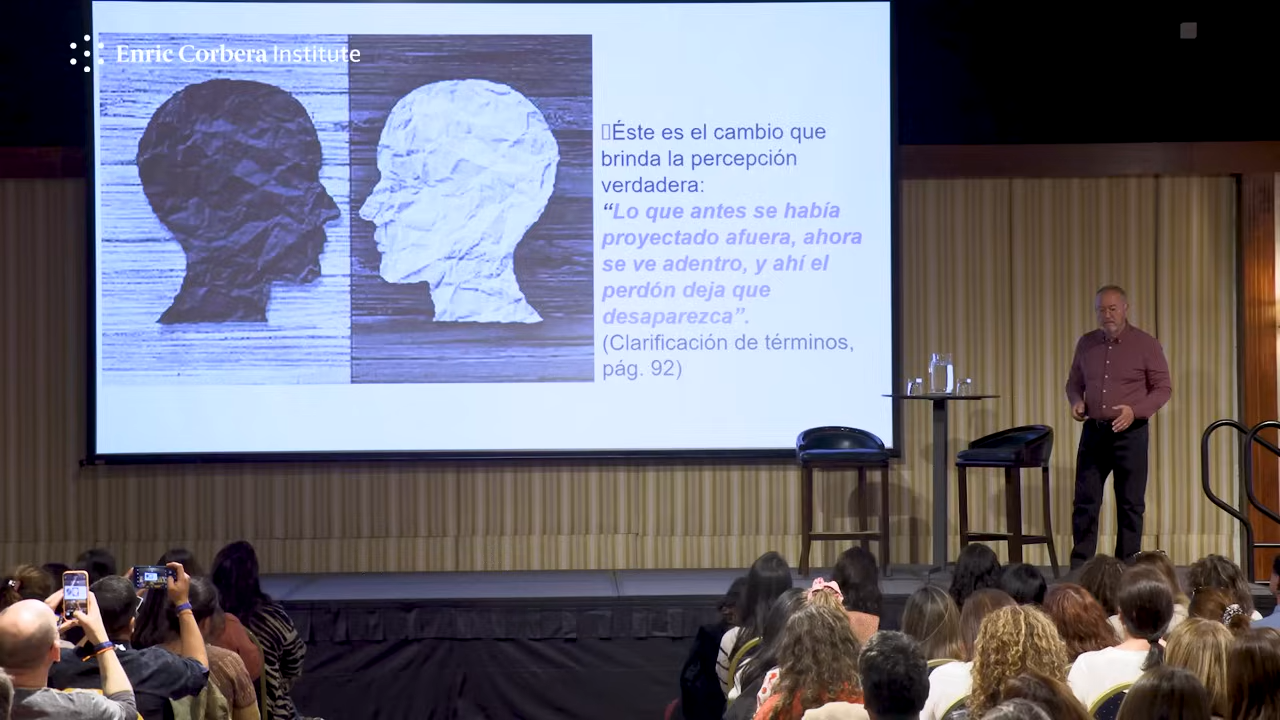 Enric Corbera Institute
Éste es el cambio que
brinda la percepción
verdadera:
“Lo que antes se había
proyectado afuera, ahora
se ve adentro, y ahí el
perdón deja que
desaparezca”.
(Clarificación de términos,
pág. 92)